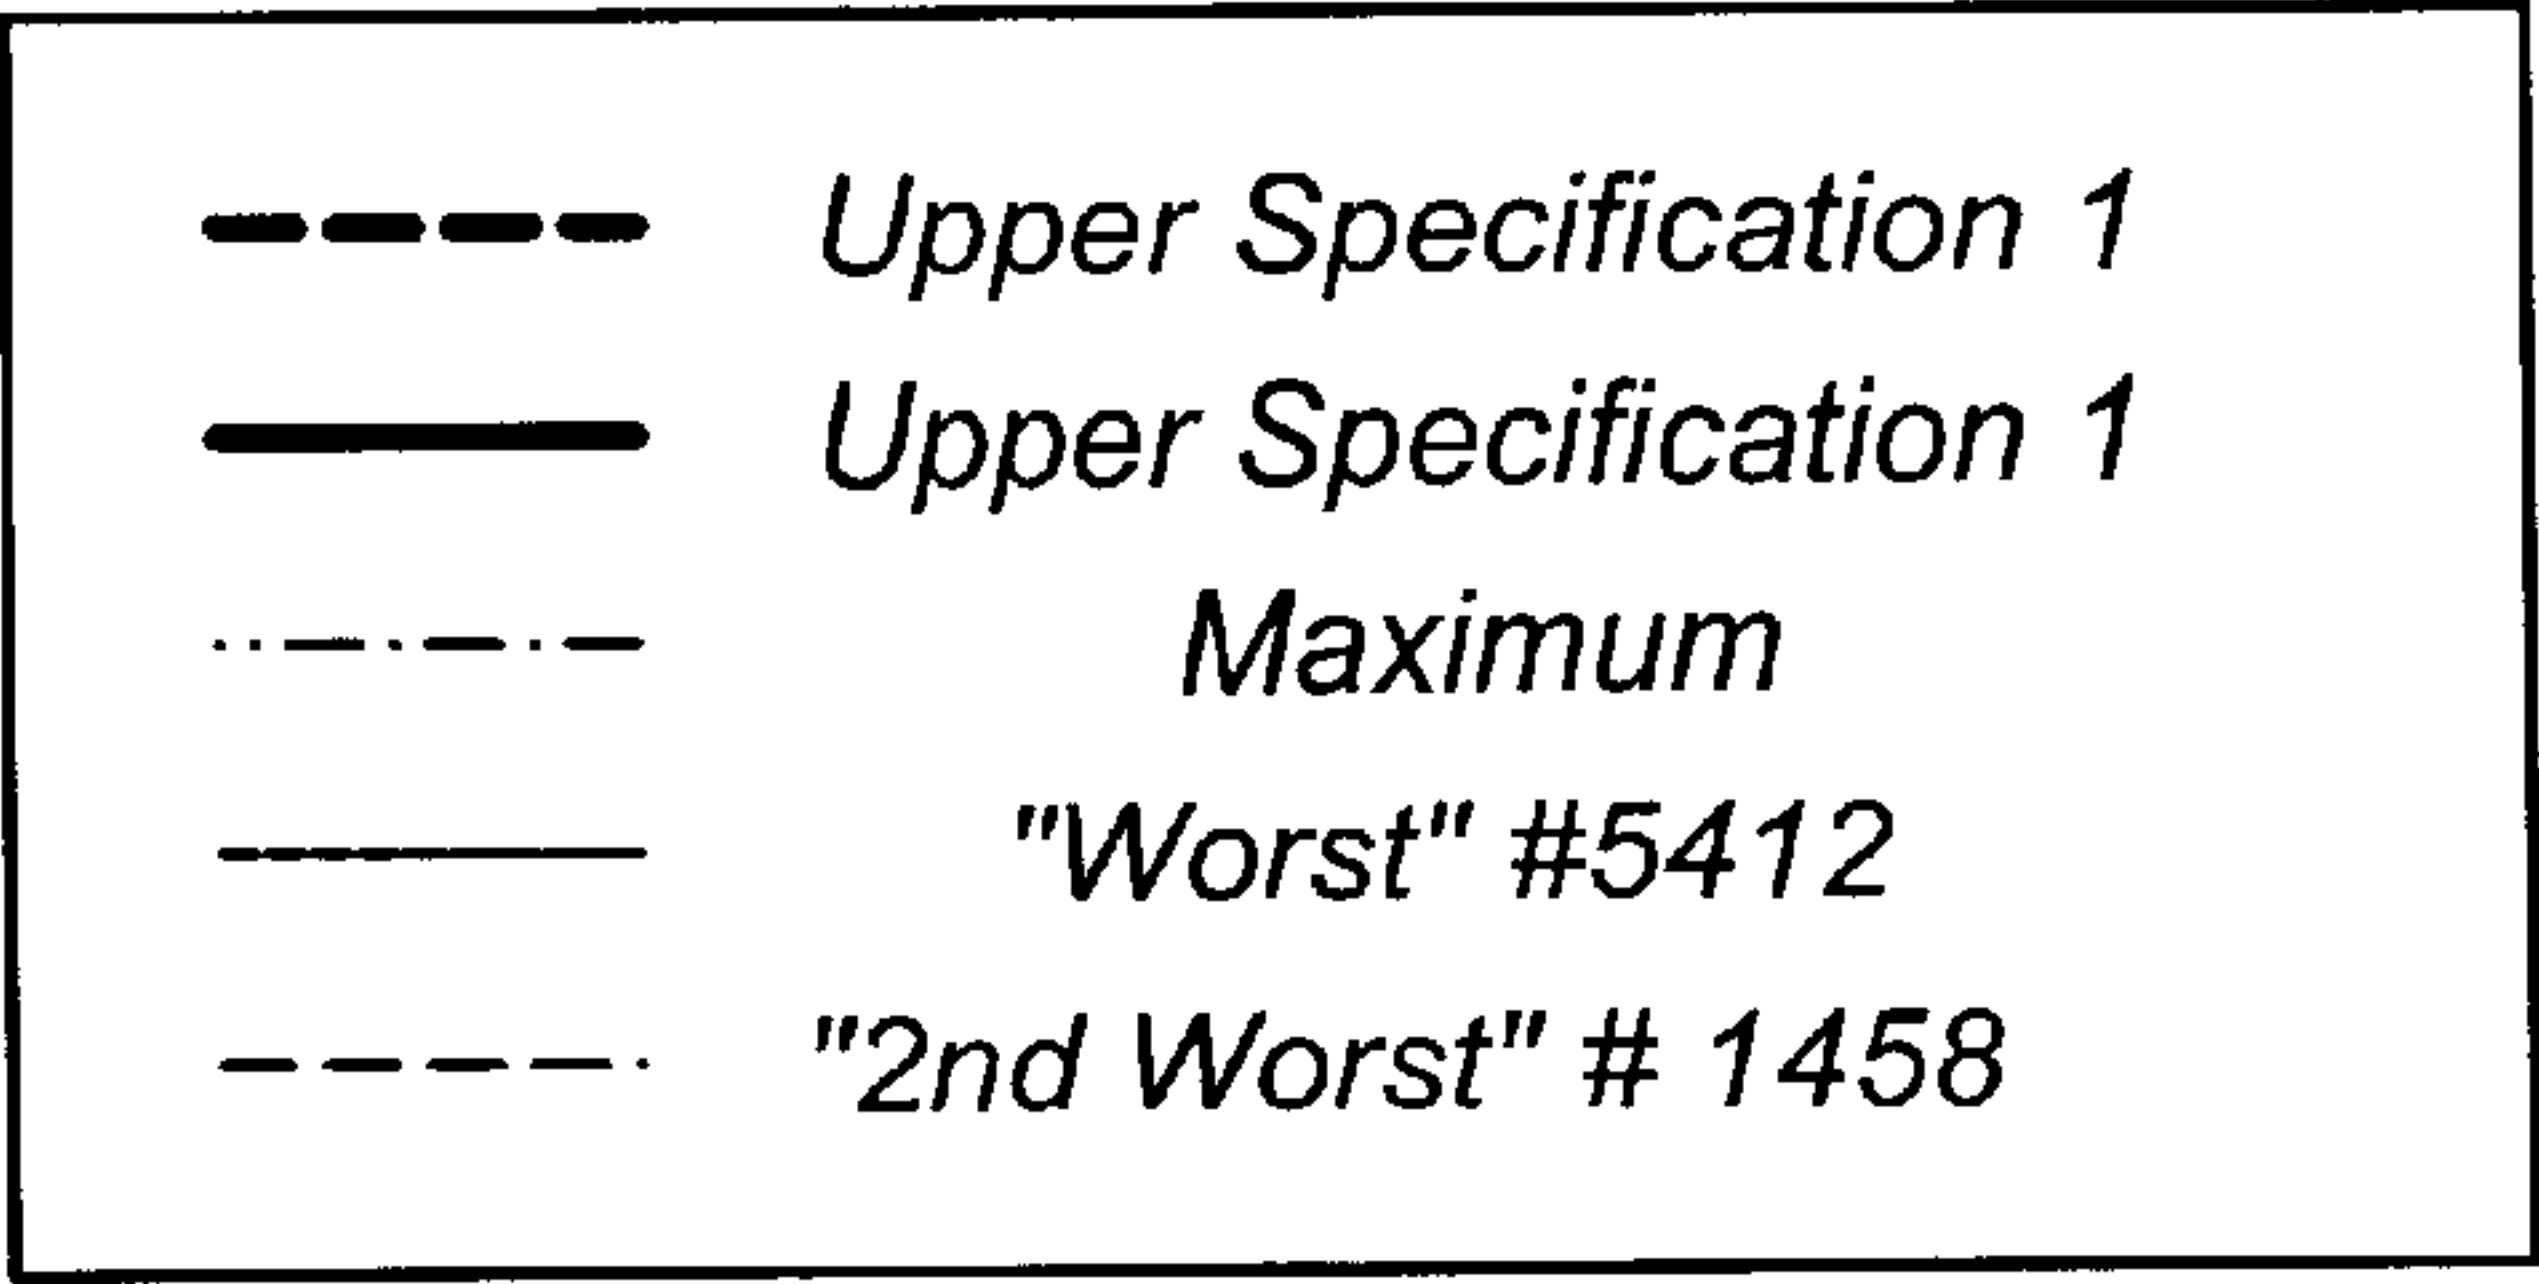 Upper Specification 1
Upper Specification 1
Maximum
"Worst" #5412
"2nd Worst" # 1458